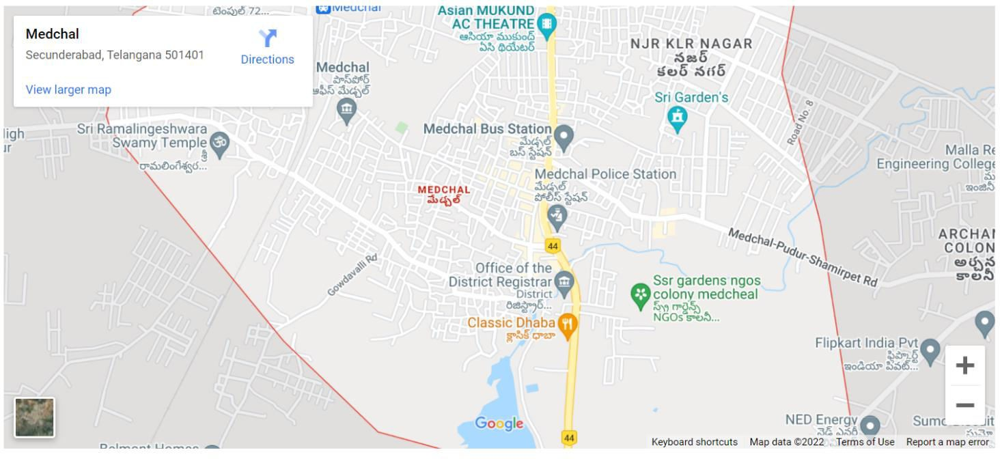 టెంపుల్ 72...
Medchal
Medchal
Secunderabad, Telangana 501401
Directions
View larger map
Asian MUKUND
AC THEATRE
ఆసియా ముకుంద్
ఏసి థియేటర్
NJR KLR NAGAR
నజర్
కలర్ నగర్
Medchal
పాస్‌పోర్ట్
ఆఫీస్ మేడ్చల్
Sri Garden's
Road No. 8
Sri Ramalingeshwara
Swamy Temple
శ్రీ
రామలింగేశ్వర...
Medchal Bus Station
మేడ్చల్
బస్ స్టేషన్
Malla Re
Engineering College
మ
ఇంజినీ
Medchal Police Station
మేడ్చల్
పోలీస్ స్టేషన్
MEDCHAL
మేడ్చల్
44
Medchal-Pudur-Shamirpet Rd
ARCHAN
COLON
అర్చన
కాలనీ
Gowdavalli Rd
Office of the
District Registrar
District
రిజిస్ట్రార్...
Ssr gardens ngos
colony medcheal
స్స్ర్ గార్డెన్స్
NGOs కాలనీ...
Classic Dhaba
క్లాసిక్ ధాబా
Flipkart India Pvt
ఫ్లిప్కార్ట్
ఇండియా పివట్...
Google
44
NED Energy
నెడ్ ఎనర్జీ
Belmont Homes
Keyboard shortcuts
Map data ©2022
Terms of Use
Report a map error